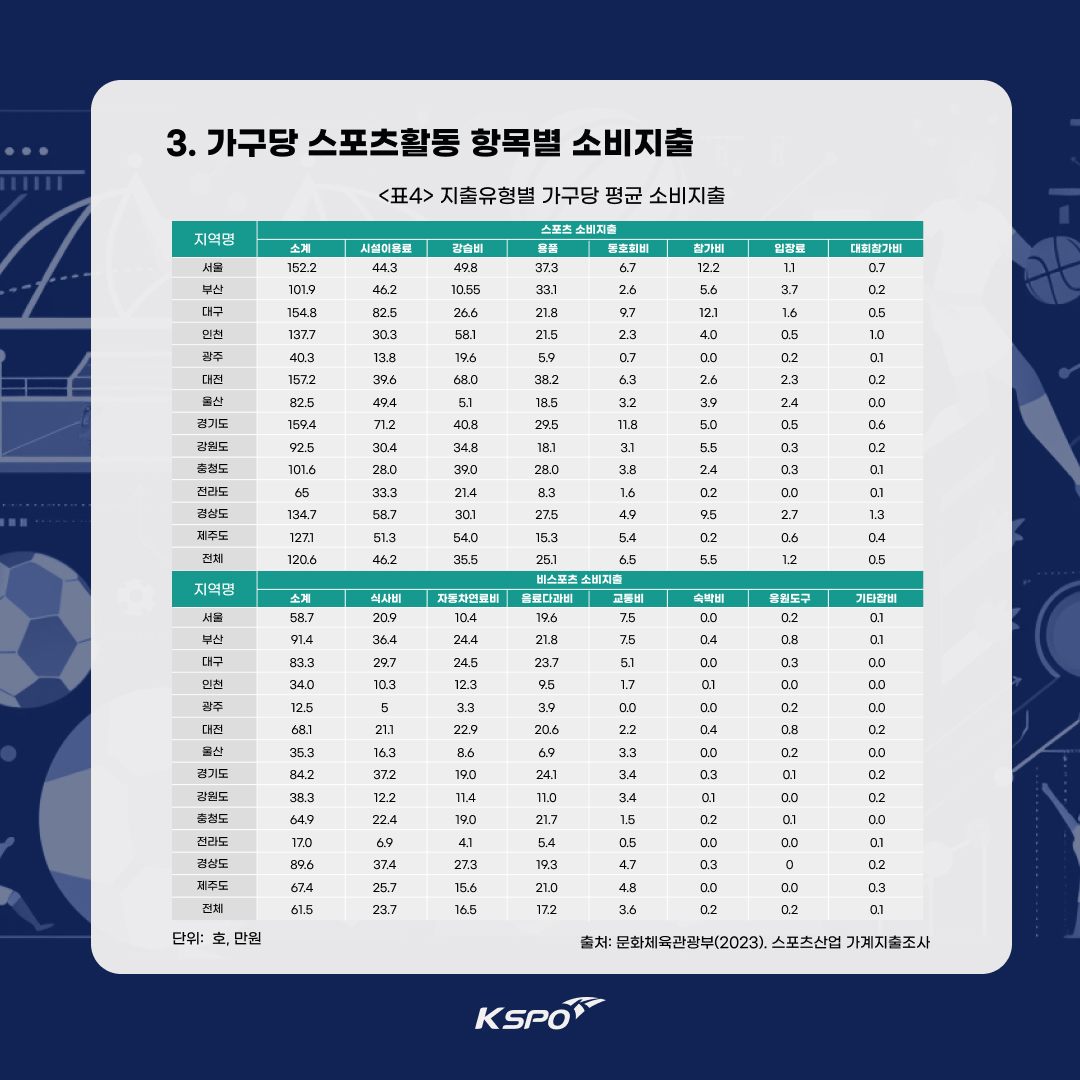 3. 가구당 스포츠활동 항목별 소비지출
<표4> 지출유형별 가구당 평균 소비지출
지역명 스포츠 소비지출
소계 시설이용료 강습비 용품 동호회비 참가비 입장료 대회참가비
서울 152.2 44.3 49.8 37.3 6.7 12.2 1.1 0.7
부산 101.9 46.2 10.55 33.1 2.6 5.6 3.7 0.2
대구 154.8 82.5 26.6 21.8 9.7 12.1 1.6 0.5
인천 137.7 30.3 58.1 21.5 2.3 4.0 0.5 1.0
광주 40.3 13.8 19.6 5.9 0.7 0.0 0.2 0.1
대전 157.2 39.6 68.0 38.2 6.3 2.6 2.3 0.2
울산 82.5 49.4 5.1 18.5 3.2 3.9 2.4 0.0
경기도 159.4 71.2 40.8 29.5 11.8 5.0 0.5 0.6
강원도 92.5 30.4 34.8 18.1 3.1 5.5 0.3 0.2
충청도 101.6 28.0 39.0 28.0 3.8 2.4 0.3 0.1
전라도 65 33.3 21.4 8.3 1.6 0.2 0.0 0.1
경상도 134.7 58.7 30.1 27.5 4.9 9.5 2.7 1.3
제주도 127.1 51.3 54.0 15.3 5.4 0.2 0.6 0.4
전체 120.6 46.2 35.5 25.1 6.5 5.5 1.2 0.5
지역명 비스포츠 소비지출
소계 식사비 자동차연료비 음료다과비 교통비 숙박비 응원도구 기타잡비
서울 58.7 20.9 10.4 19.6 7.5 0.0 0.2 0.1
부산 91.4 36.4 24.4 21.8 7.5 0.4 0.8 0.1
대구 83.3 29.7 24.5 23.7 5.1 0.0 0.3 0.0
인천 34.0 10.3 12.3 9.5 1.7 0.1 0.0 0.0
광주 12.5 5 3.3 3.9 0.0 0.0 0.2 0.0
대전 68.1 21.1 22.9 20.6 2.2 0.4 0.8 0.2
울산 35.3 16.3 8.6 6.9 3.3 0.0 0.2 0.0
경기도 84.2 37.2 19.0 24.1 3.4 0.3 0.1 0.2
강원도 38.3 12.2 11.4 11.0 3.4 0.1 0.0 0.2
충청도 64.9 22.4 19.0 21.7 1.5 0.2 0.1 0.0
전라도 17.0 6.9 4.1 5.4 0.5 0.0 0.0 0.1
경상도 89.6 37.4 27.3 19.3 4.7 0.3 0 0.2
제주도 67.4 25.7 15.6 21.0 4.8 0.0 0.0 0.3
전체 61.5 23.7 16.5 17.2 3.6 0.2 0.2 0.1
단위: 호, 만원
출처: 문화체육관광부(2023). 스포츠산업 가계지출조사
KSPO